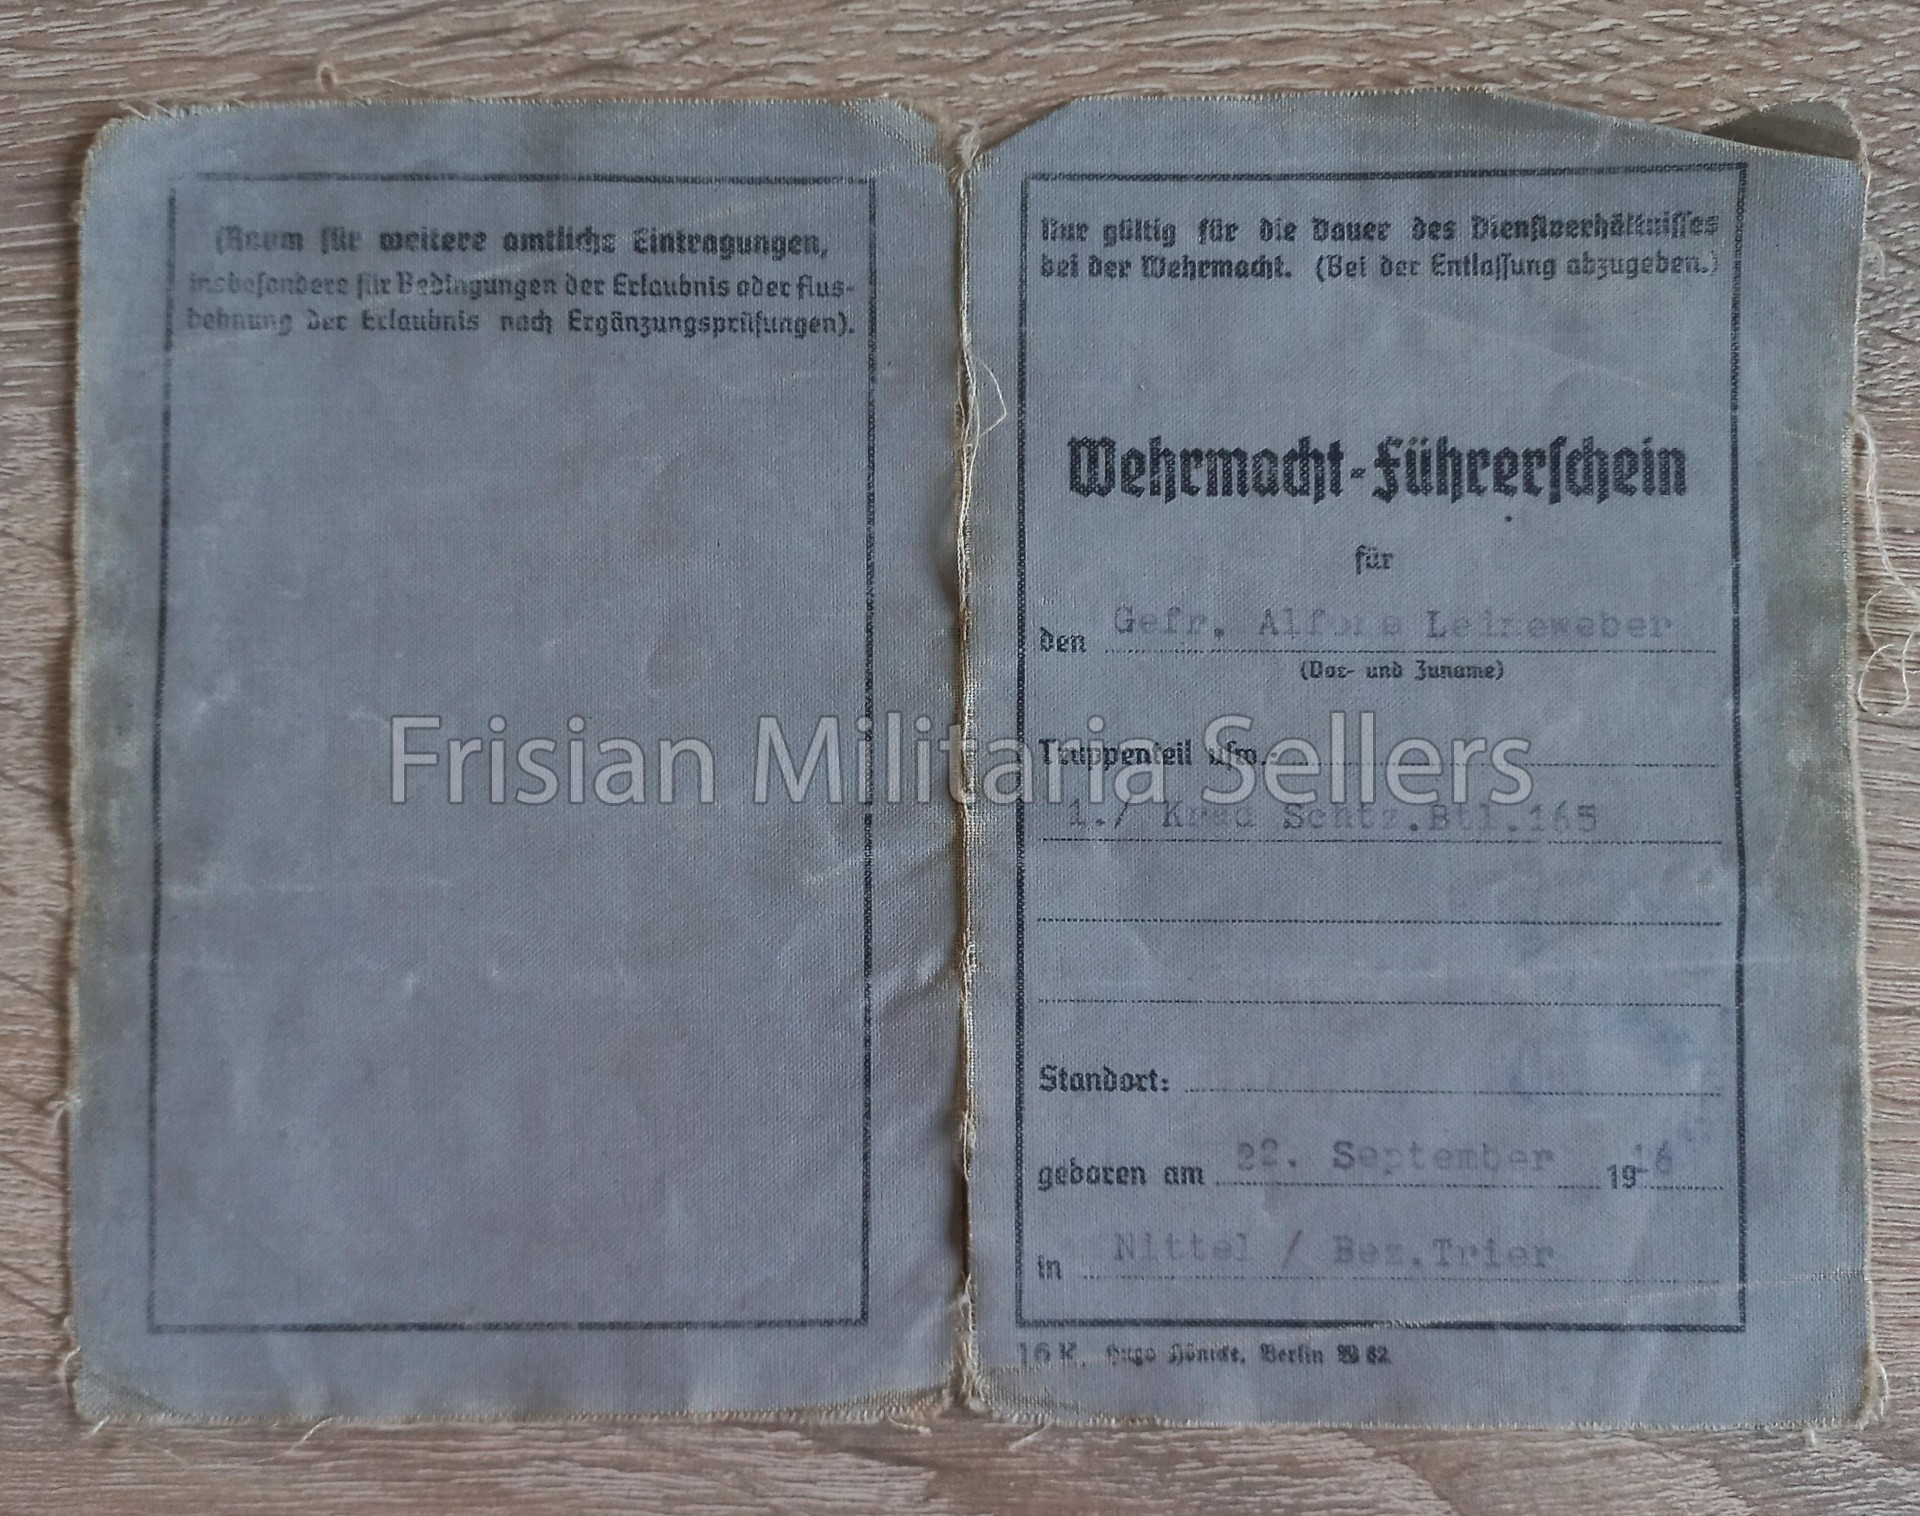 (Raum für weitere amtliche Eintragungen,
insbesondere für Bedingungen der Erlaubnis oder Aus-
dehnung der Erlaubnis nach Ergänzungsprüfungen).
Nur gültig für die Dauer des Dienstverhältnisses
bei der Wehrmacht. (Bei der Entlassung abzugeben.)
Wehrmacht-Führerschein
für
den Gefr. Alfons Leineweber
(Vor- und Zuname)
Truppenteil usw.:
1./ Krad Schtz.Btl.165
Standort:
geboren am 22. September 1916
in Nittel / Bez.Trier
16 K. Hugo Hönicke, Berlin W 62
Frisian Militaria Sellers